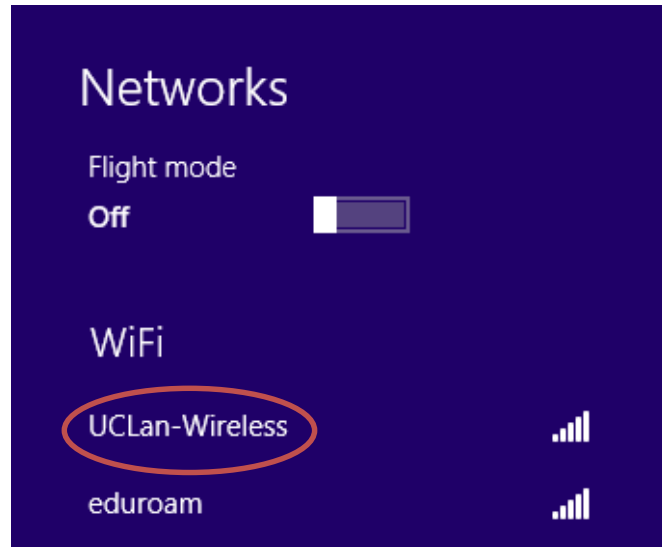 Networks
Flight mode
Off
WiFi
UCLan-Wireless
eduroam